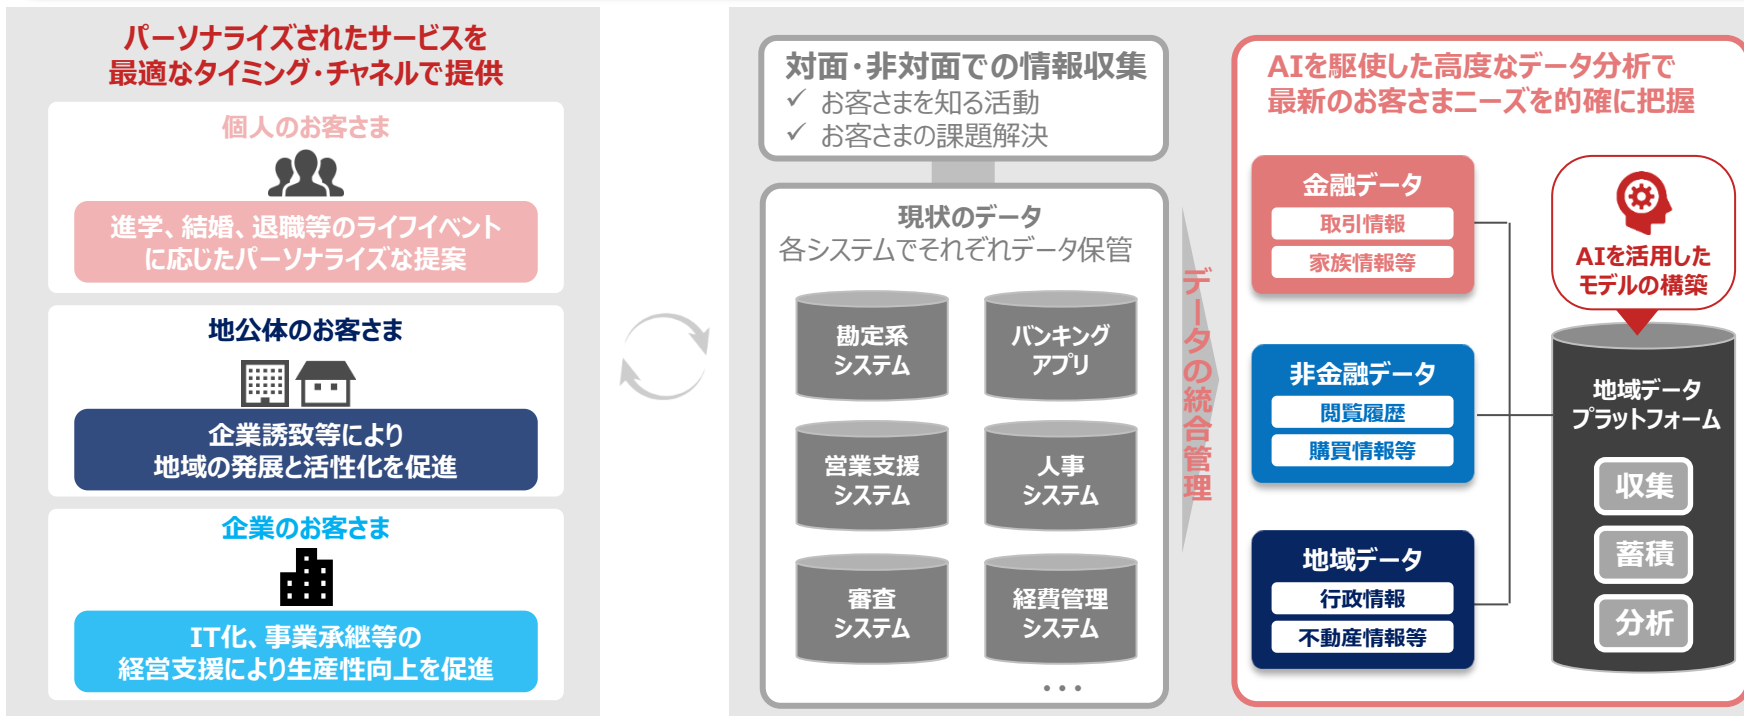 パーソナライズされたサービスを
最適なタイミング・チャネルで提供
個人のお客さま
進学、結婚、退職等のライフイベント
に応じたパーソナライズな提案
地公体のお客さま
企業誘致等により
地域の発展と活性化を促進
企業のお客さま
IT化、事業承継等の
経営支援により生産性向上を促進
対面・非対面での情報収集
✓ お客さまを知る活動
✓ お客さまの課題解決
現状のデータ
各システムでそれぞれデータ保管
勘定系
システム
バンキング
アプリ
営業支援
システム
人事
システム
審査
システム
経費管理
システム
・・・
データの統合管理
AIを駆使した高度なデータ分析で
最新のお客さまニーズを的確に把握
金融データ
取引情報
家族情報等
非金融データ
閲覧履歴
購買情報等
地域データ
行政情報
不動産情報等
AIを活用した
モデルの構築
地域データ
プラットフォーム
収集
蓄積
分析